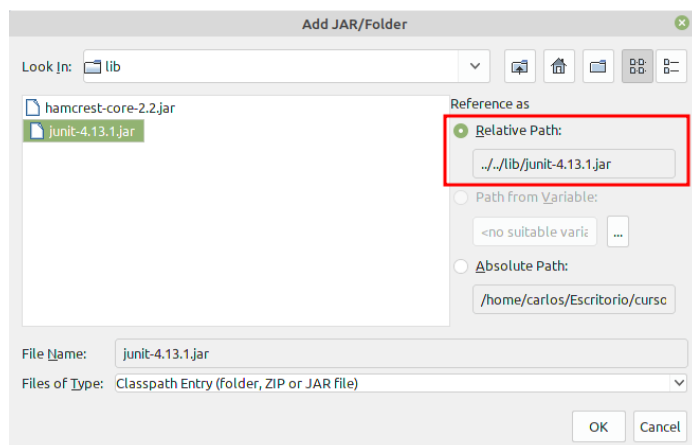 Add JAR/Folder
Look In: lib
hamcrest-core-2.2.jar
junit-4.13.1.jar
Reference as
Relative Path:
../../lib/junit-4.13.1.jar
Path from Variable:
<no suitable varia
...
Absolute Path:
/home/carlos/Escritorio/curso
File Name: junit-4.13.1.jar
Files of Type: Classpath Entry (folder, ZIP or JAR file)
OK Cancel